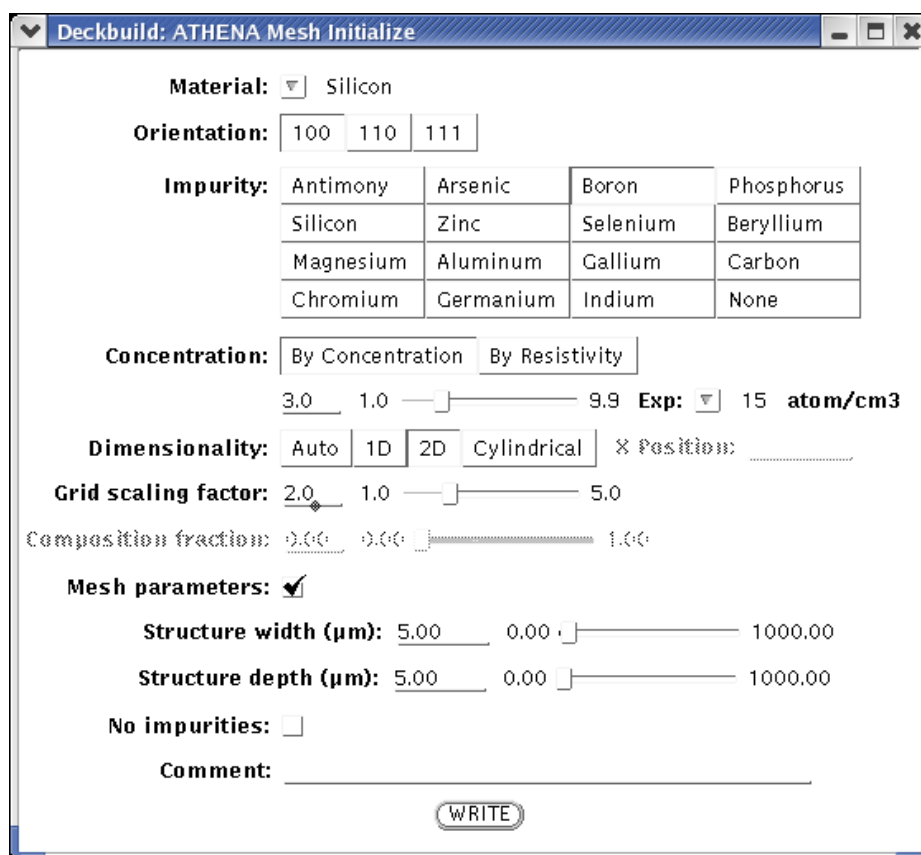 Deckbuild: ATHENA Mesh Initialize
Material: Silicon
Orientation: 100 110 111
Impurity: Antimony Arsenic Boron Phosphorus
Silicon Zinc Selenium Beryllium
Magnesium Aluminum Gallium Carbon
Chromium Germanium Indium None
Concentration: By Concentration By Resistivity
3.0 1.0 9.9 Exp: 15 atom/cm3
Dimensionality: Auto 1D 2D Cylindrical X Position:
Grid scaling factor: 2.0 1.0 5.0
Composition fraction: 0.00 0.00 1.00
Mesh parameters:
Structure width (µm): 5.00 0.00 1000.00
Structure depth (µm): 5.00 0.00 1000.00
No impurities:
Comment:
WRITE